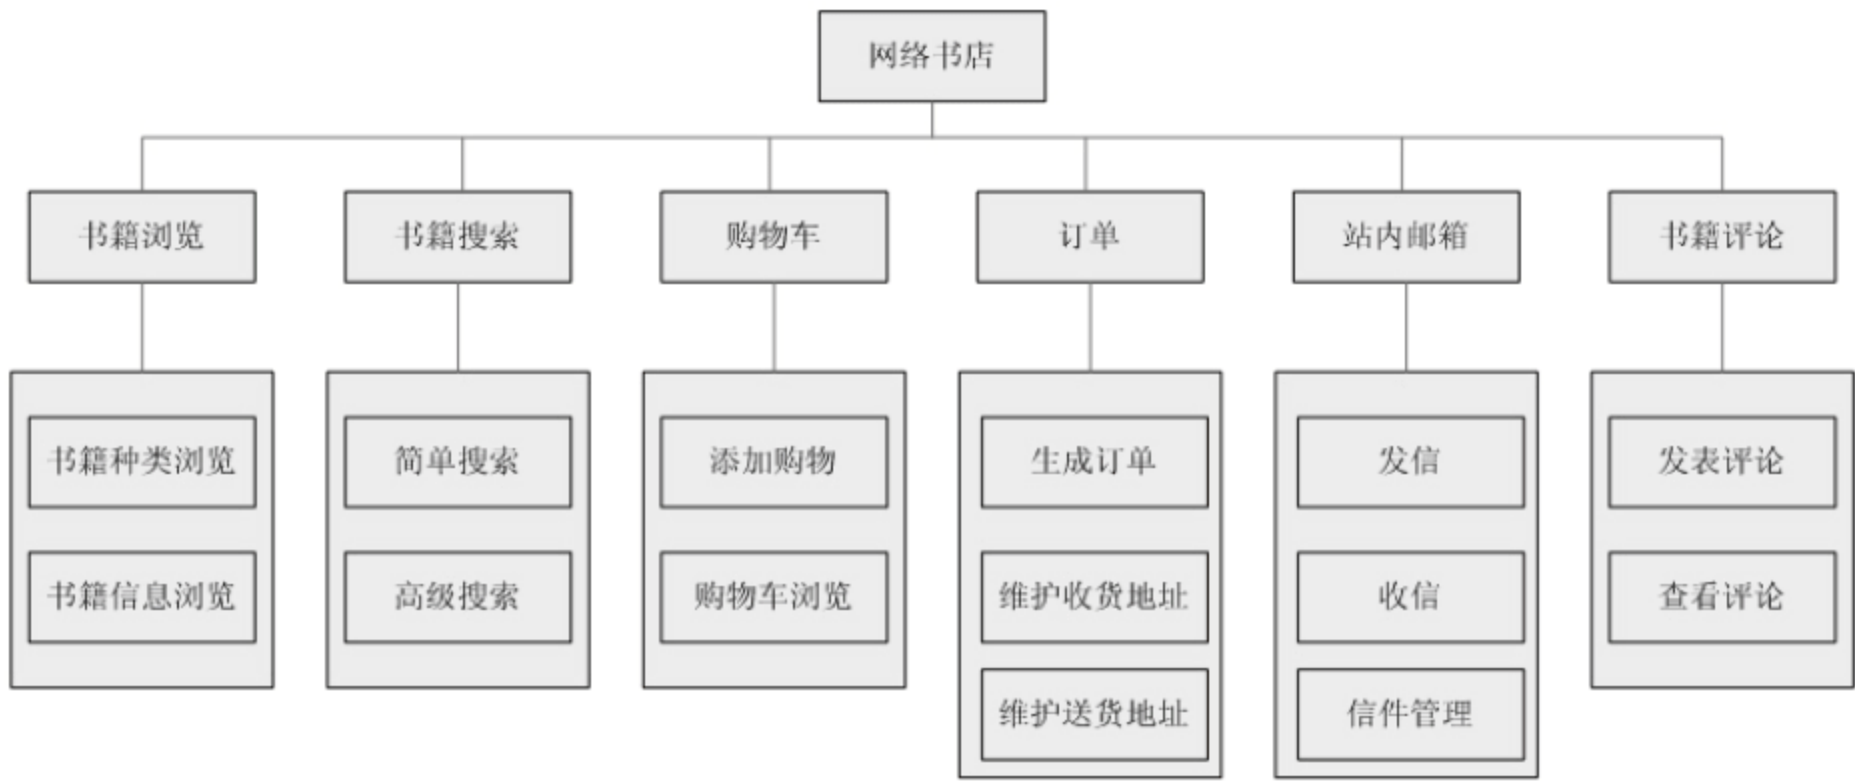 网络书店
书籍浏览
书籍搜索
购物车
订单
站内邮箱
书籍评论
书籍种类浏览
书籍信息浏览
简单搜索
高级搜索
添加购物
购物车浏览
生成订单
维护收货地址
维护送货地址
发信
收信
信件管理
发表评论
查看评论